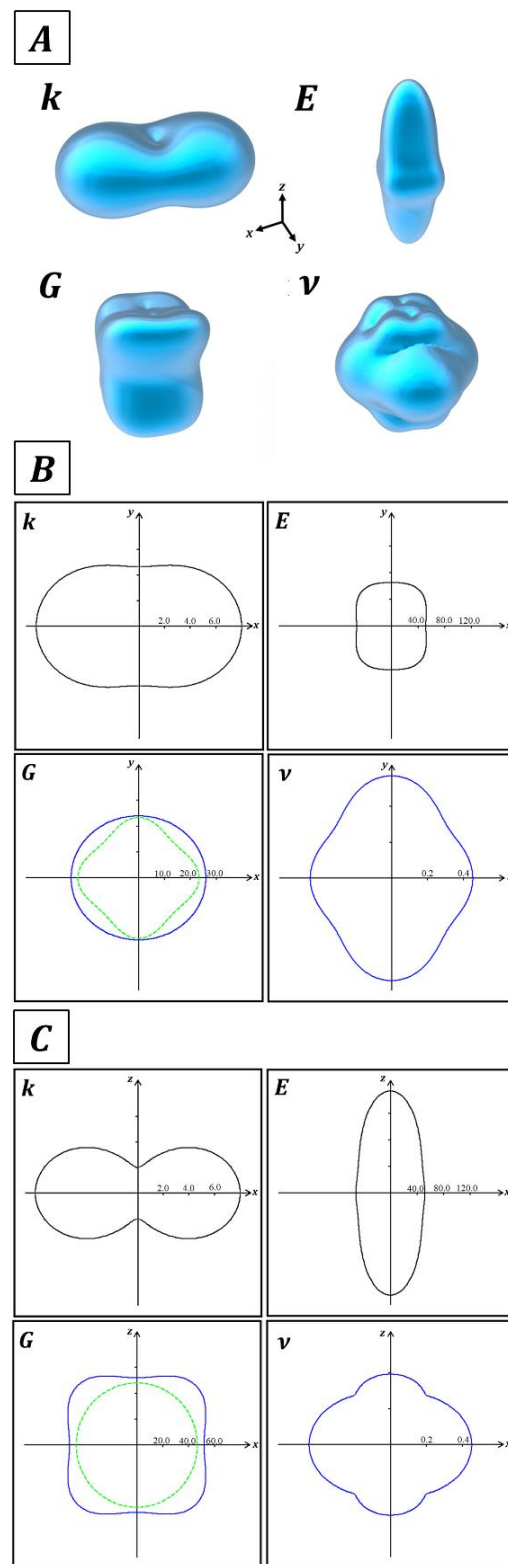 A
k E
z
x y
G ν
B
k y 2.0 4.0 6.0 x
E y 40.0 80.0 120.0 x
G y 10.0 20.0 30.0 x
ν 0.2 0.4
C
k z 2.0 4.0 6.0 x
E z 40.0 80.0 120.0 x
G z 20.0 40.0 60.0 x
ν z 0.2 0.4